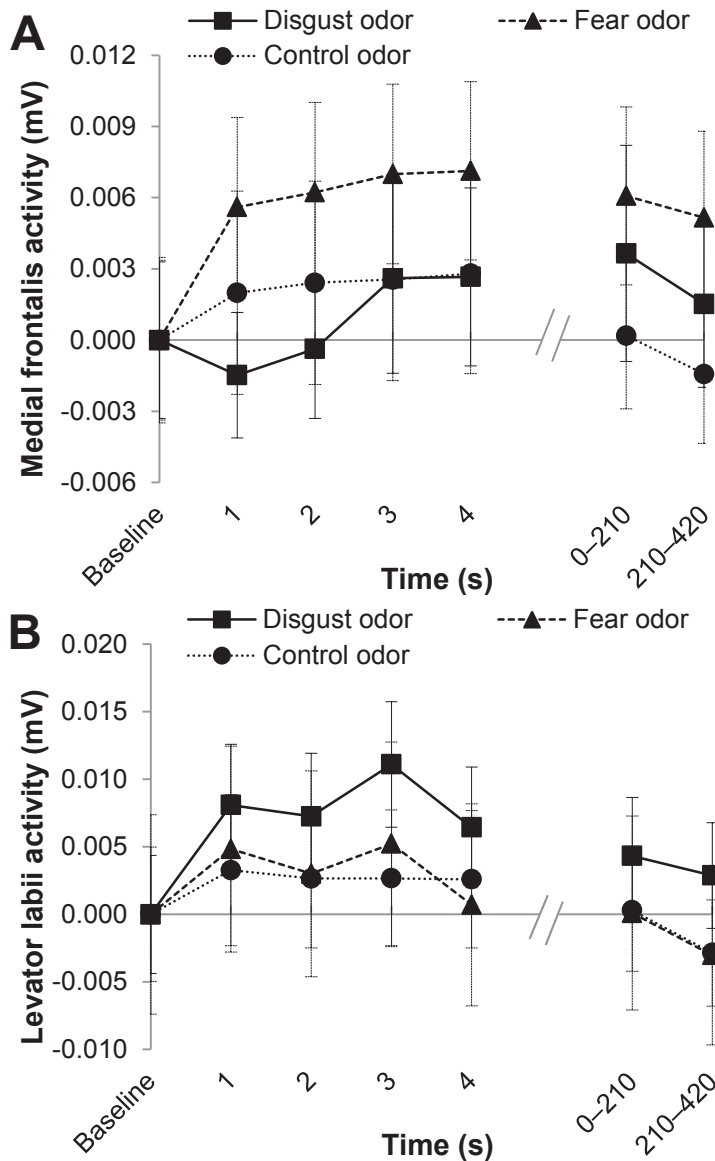 A
Disgust odor
Fear odor
Control odor
Medial frontalis activity (mV)
0.012
0.009
0.006
0.003
0.000
-0.003
-0.006
Baseline
1
2
3
4
0–210
210–420
Time (s)
B
Disgust odor
Fear odor
Control odor
Levator labii activity (mV)
0.020
0.015
0.010
0.005
0.000
-0.005
-0.010
Baseline
1
2
3
4
0–210
210–420
Time (s)